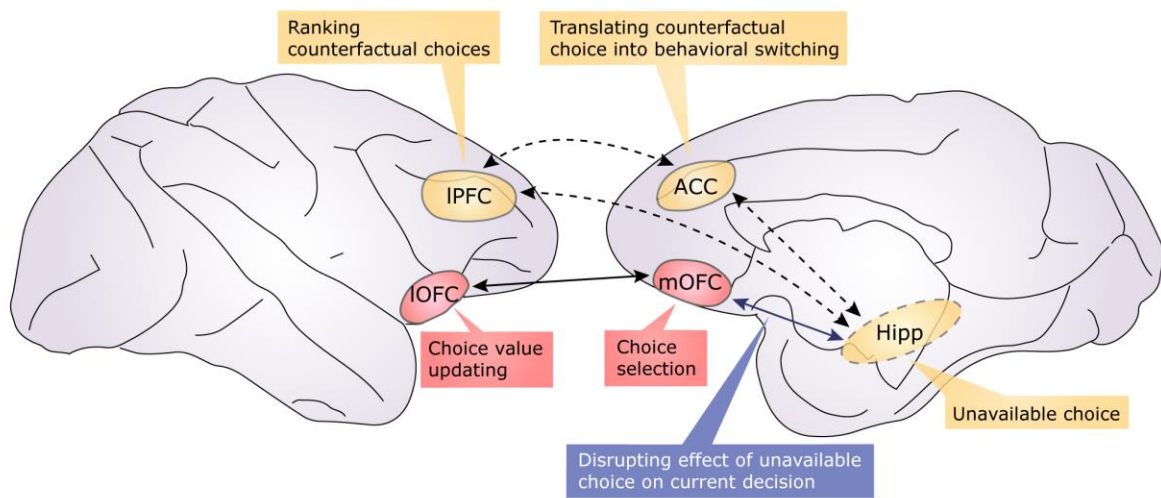 Ranking
counterfactual choices
Translating counterfactual
choice into behavioral switching
lPFC
ACC
lOFC
mOFC
Hipp
Choice value
updating
Choice
selection
Unavailable choice
Disrupting effect of unavailable
choice on current decision